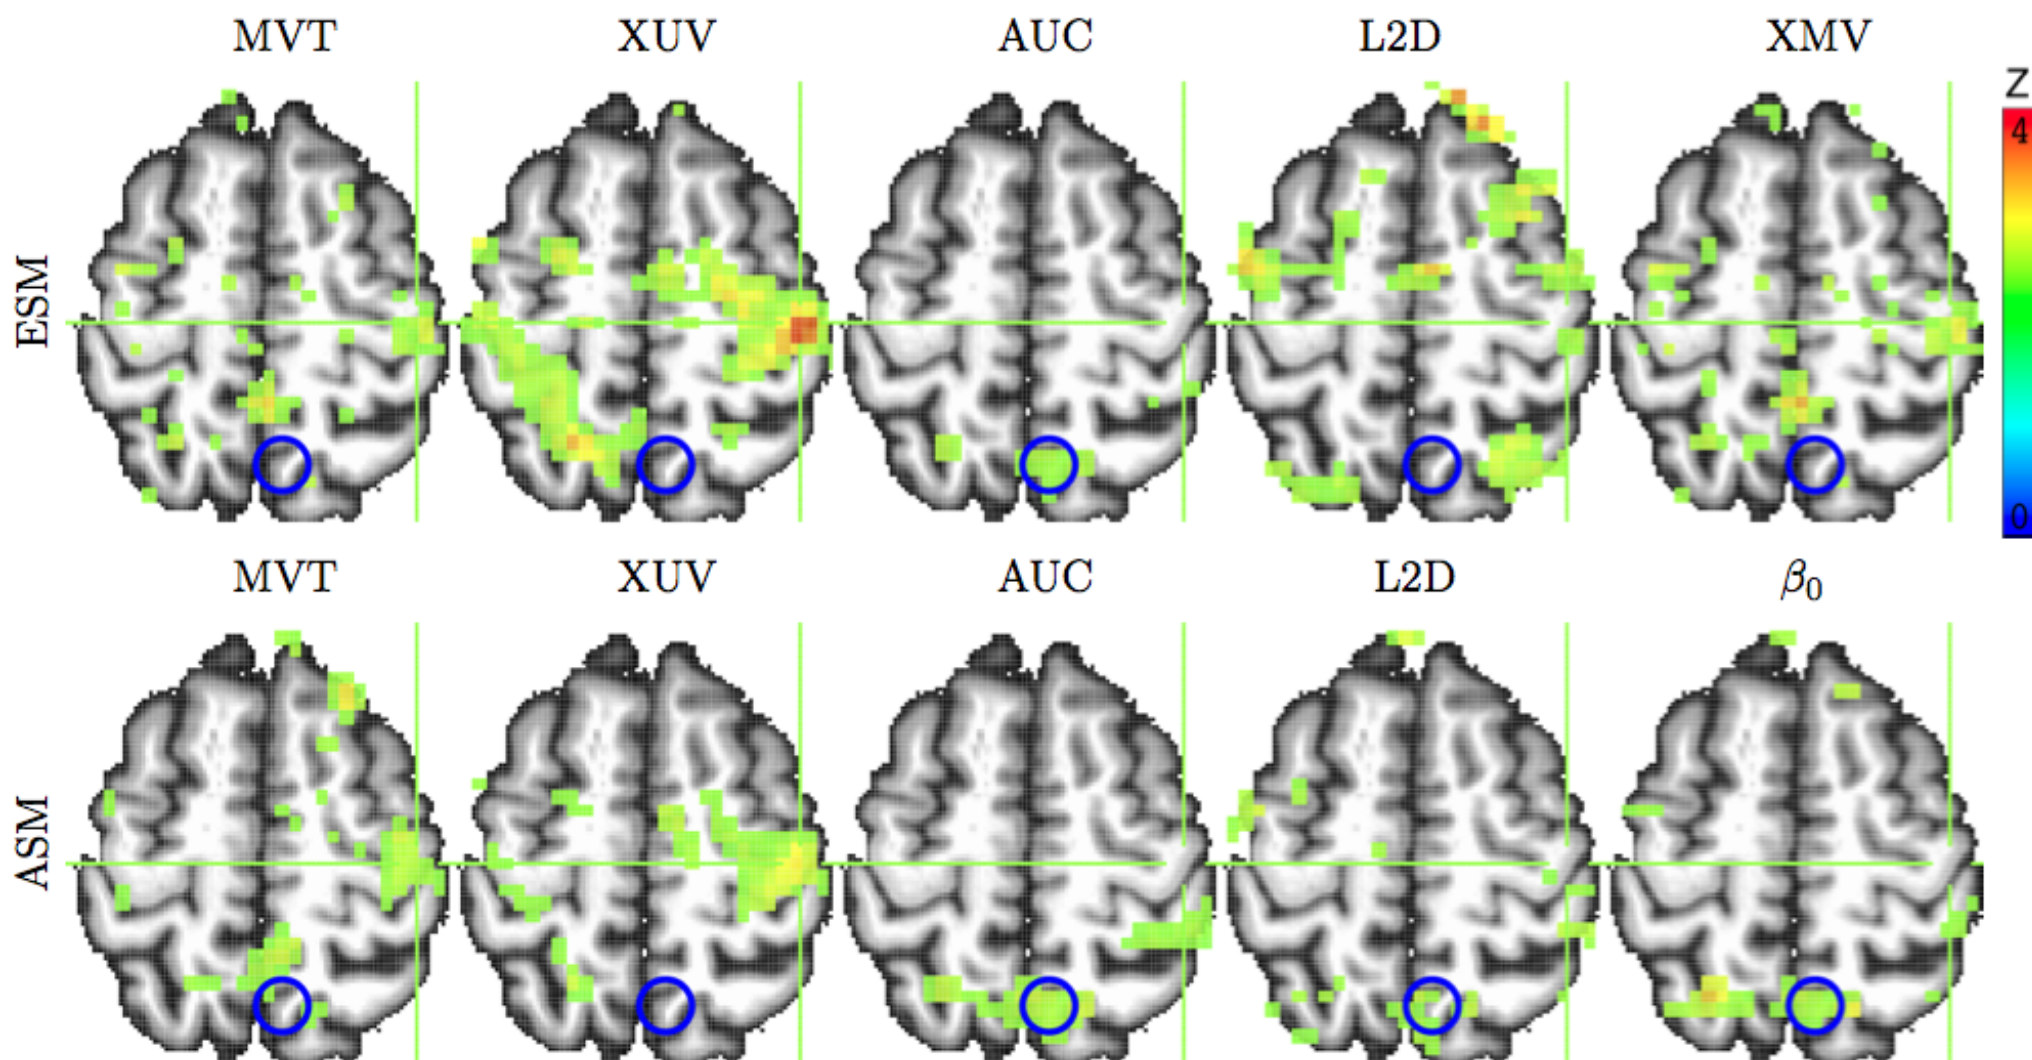 MVT XUV AUC L2D XMV
Z
4
ESM
0
MVT XUV AUC L2D β₀
ASM